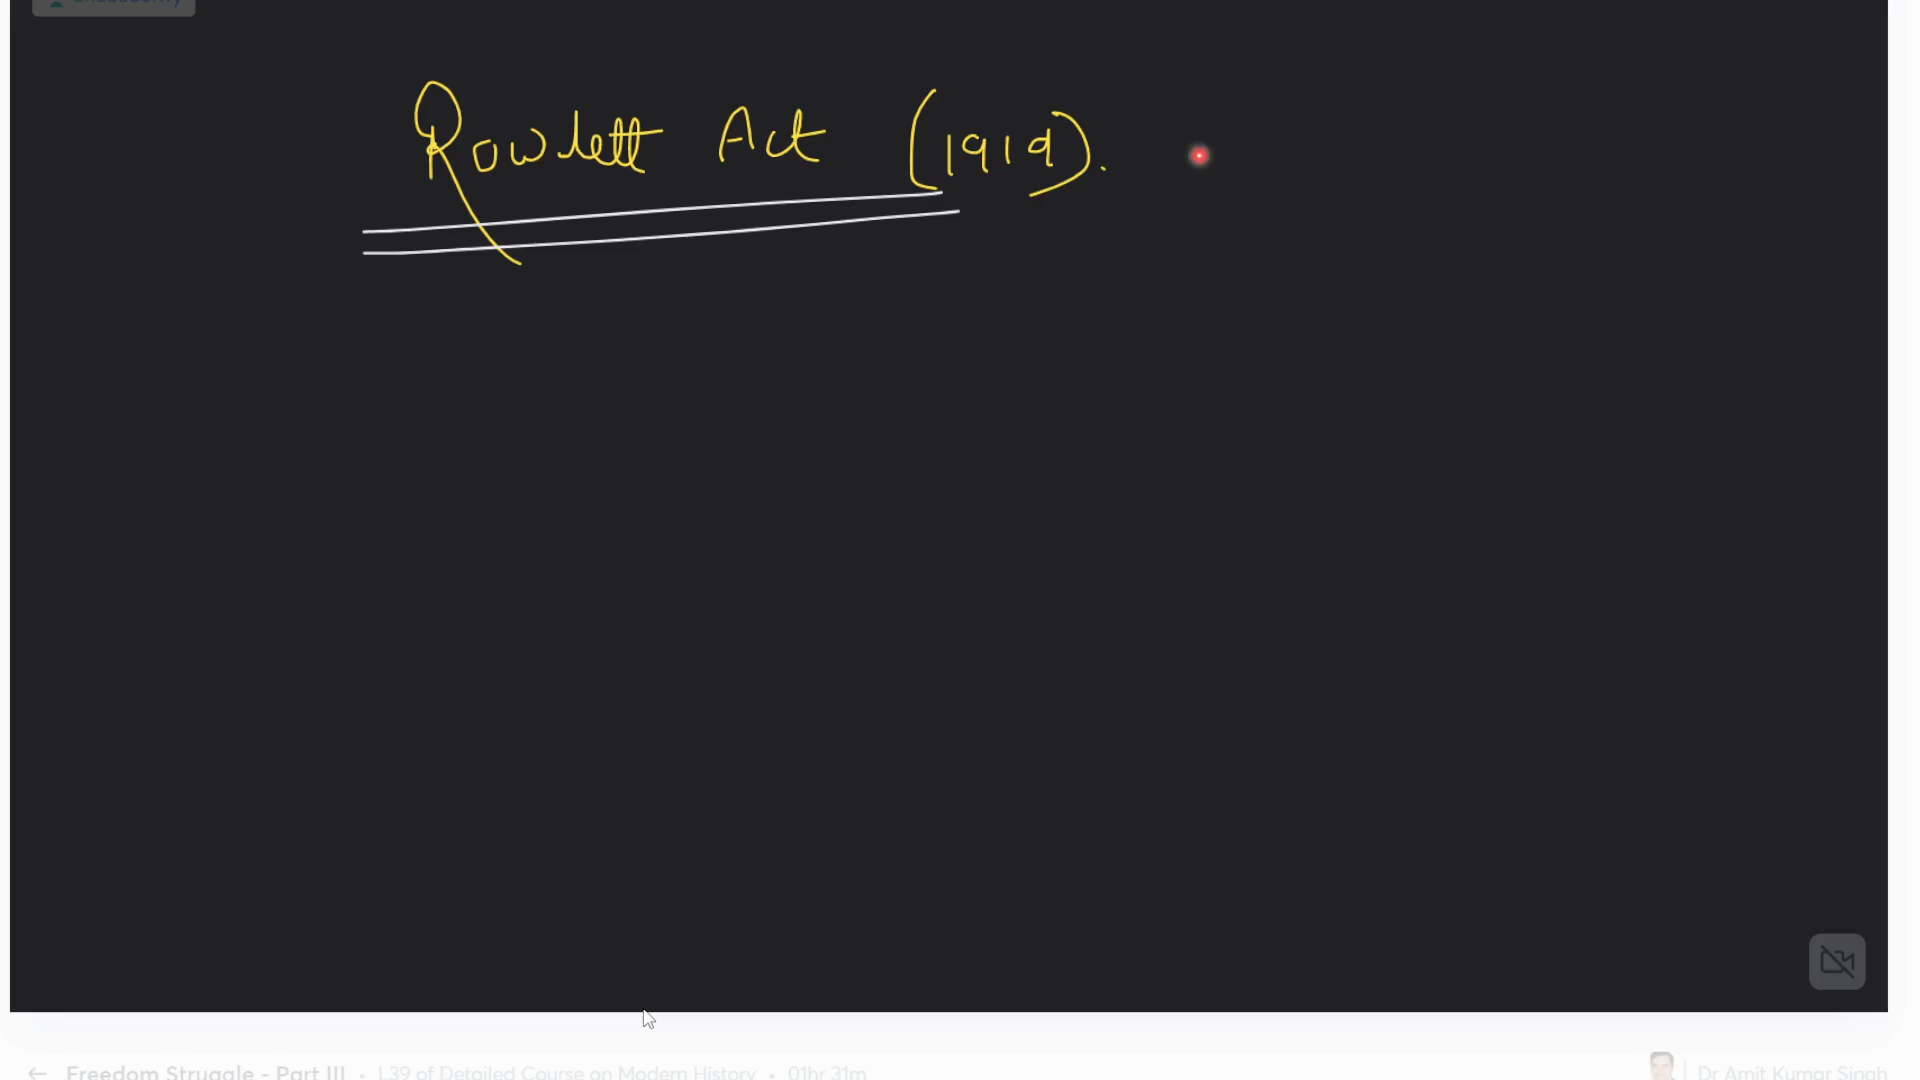 Rowlett Act (1919).
Freedom Struggle - Part III • L39 of Detailed Course on Modern History • 01hr 31m
Dr Amit Kumar Singh